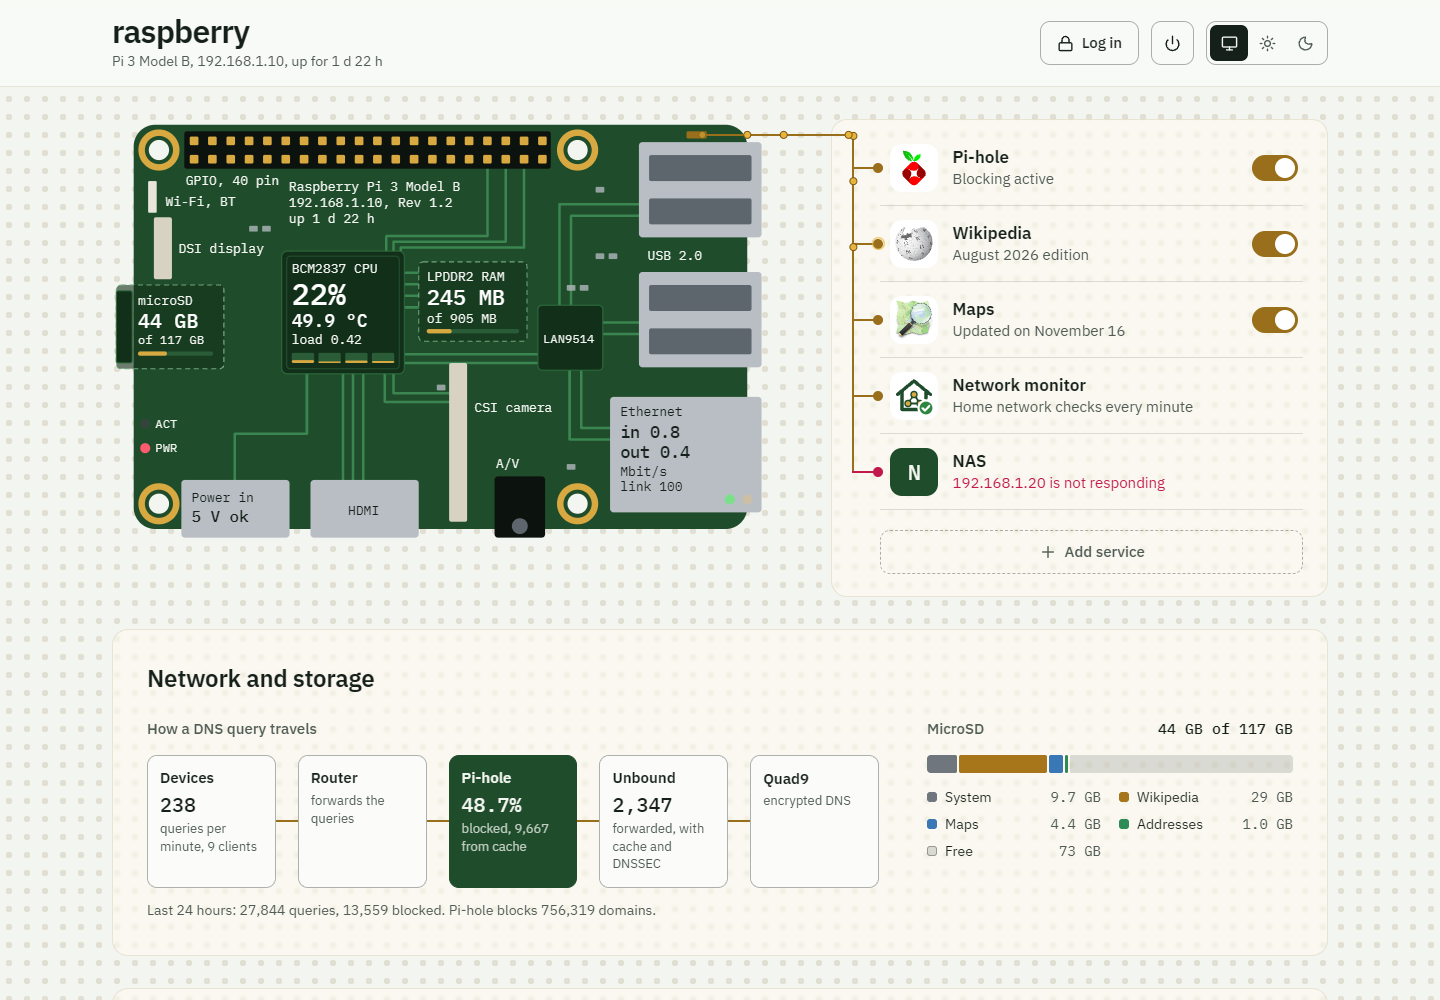 raspberry
Pi 3 Model B, 192.168.1.10, up for 1 d 22 h
Log in
GPIO, 40 pin
Wi-Fi, BT
Raspberry Pi 3 Model B
192.168.1.10, Rev 1.2
up 1 d 22 h
DSI display
BCM2837 CPU
22%
49.9 °C
load 0.42
LPDDR2 RAM
245 MB
of 905 MB
microSD
44 GB
of 117 GB
USB 2.0
LAN9514
CSI camera
ACT
PWR
Ethernet
in 0.8
out 0.4
Mbit/s
link 100
A/V
Power in
5 V ok
HDMI
Pi-hole
Blocking active
Wikipedia
August 2026 edition
Maps
Updated on November 16
Network monitor
Home network checks every minute
N
NAS
192.168.1.20 is not responding
Add service
Network and storage
How a DNS query travels
Devices
238
queries per
minute, 9 clients
Router
forwards the
queries
Pi-hole
48.7%
blocked, 9,667
from cache
Unbound
2,347
forwarded, with
cache and
DNSSEC
Quad9
encrypted DNS
Last 24 hours: 27,844 queries, 13,559 blocked. Pi-hole blocks 756,319 domains.
MicroSD
44 GB of 117 GB
System 9.7 GB
Wikipedia 29 GB
Maps 4.4 GB
Addresses 1.0 GB
Free 73 GB